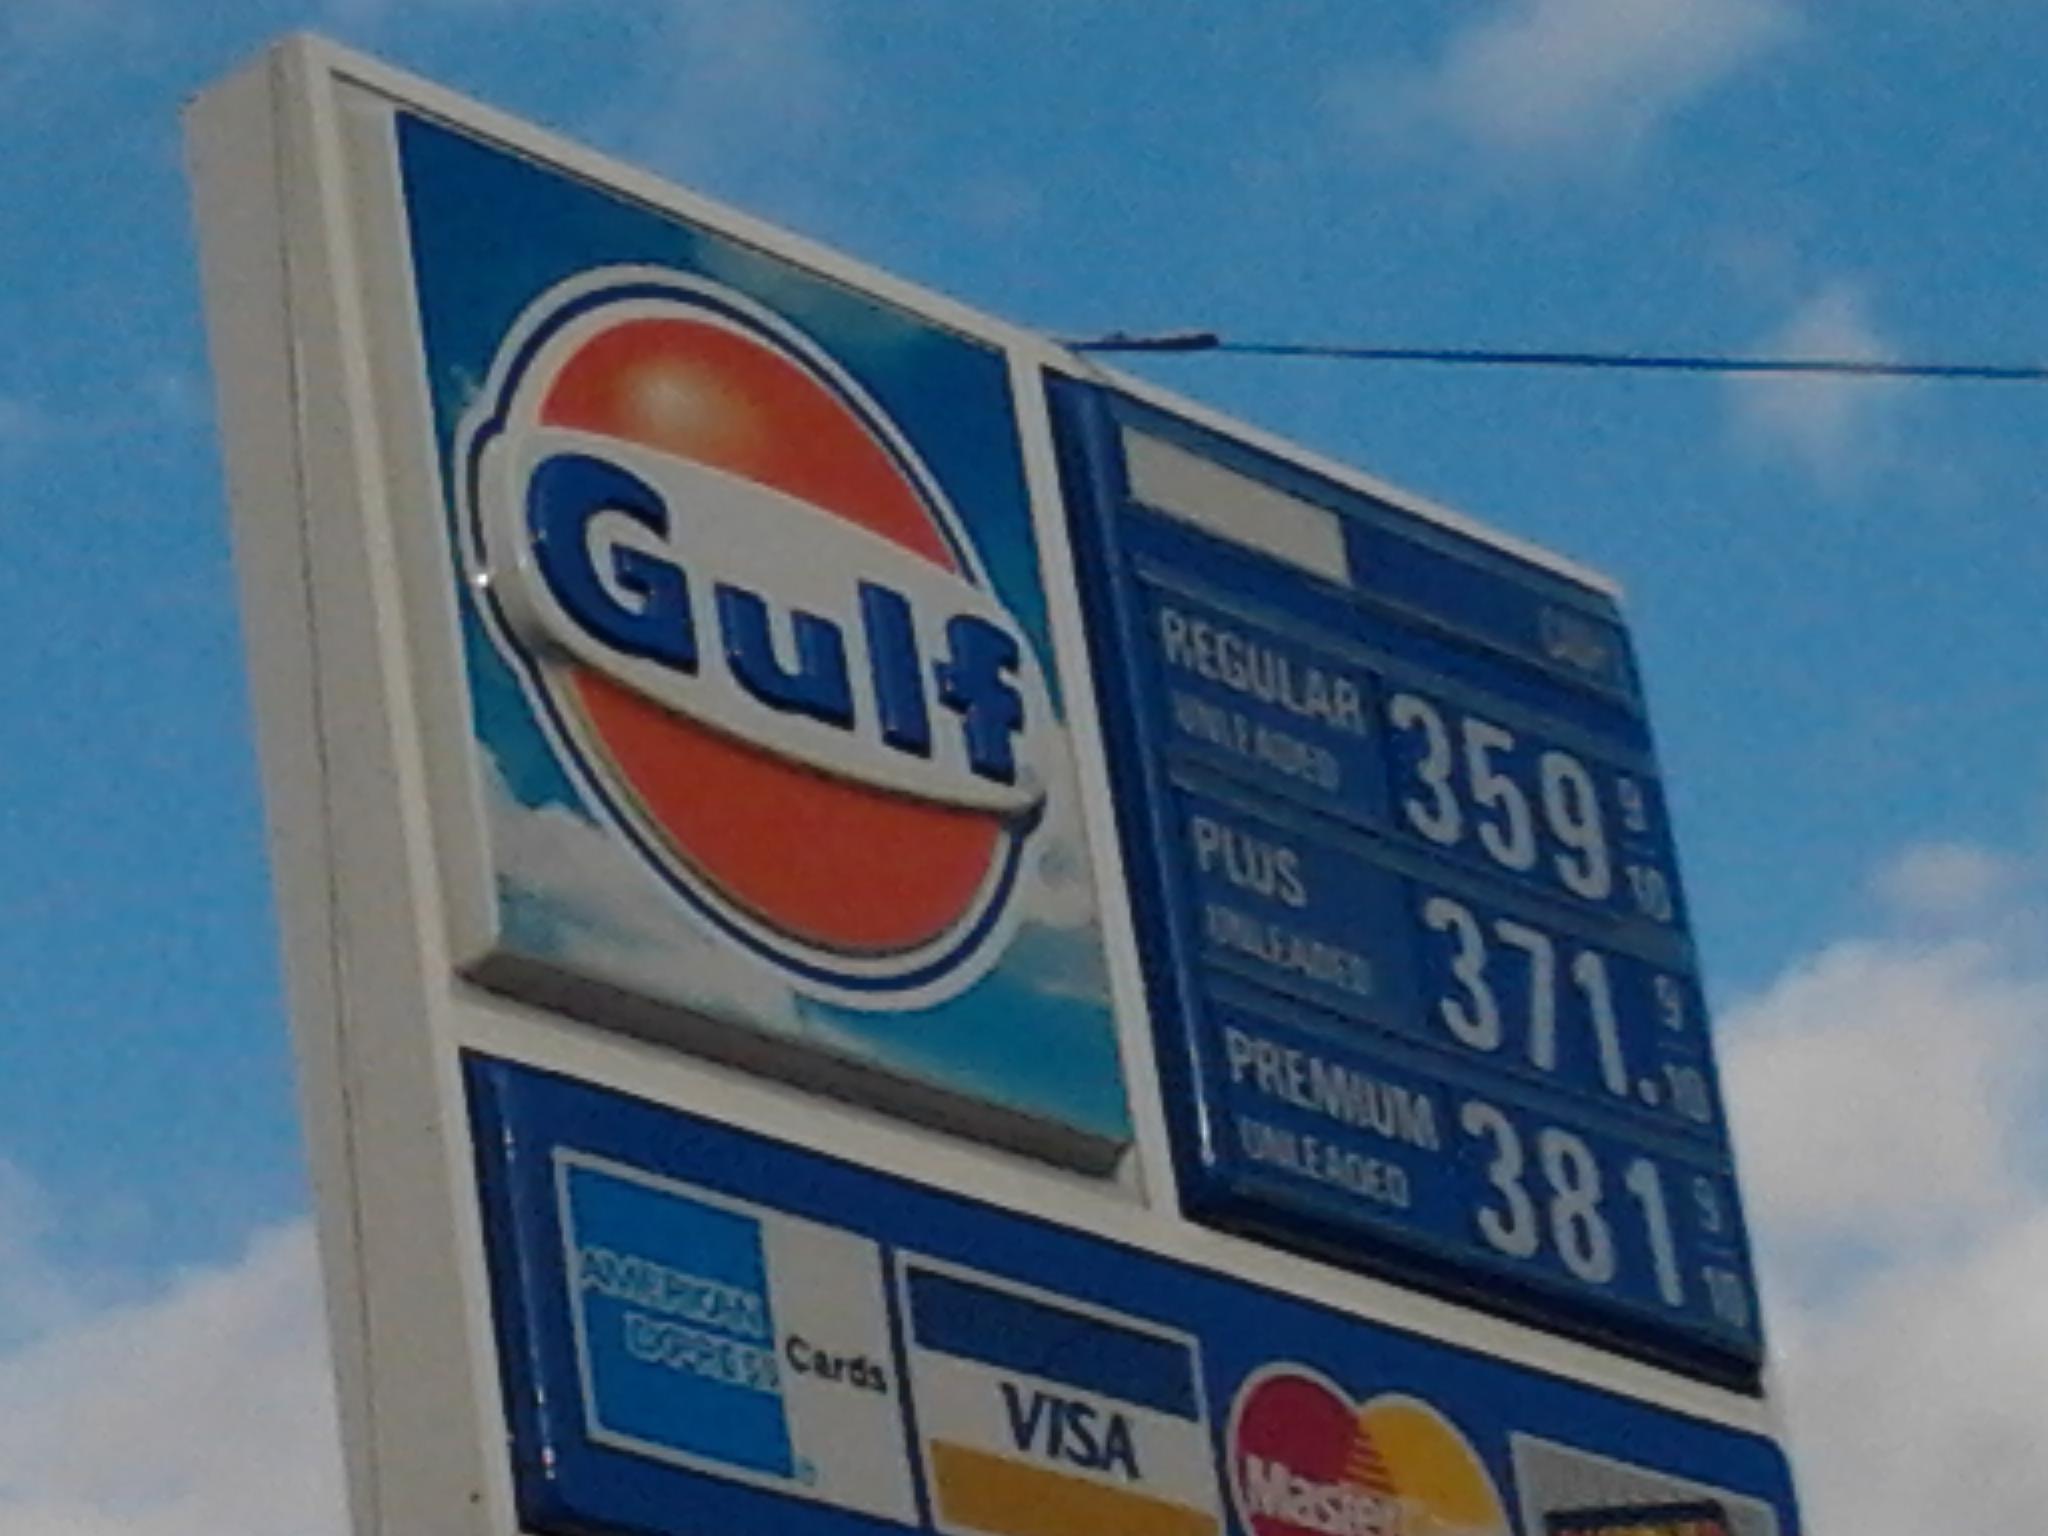 Gulf
REGULAR
UNLEADED
359 9/10
PLUS
UNLEADED
371. 9/10
PREMIUM
UNLEADED
381 9/10
AMERICAN
EXPRESS
Cards
VISA
Master